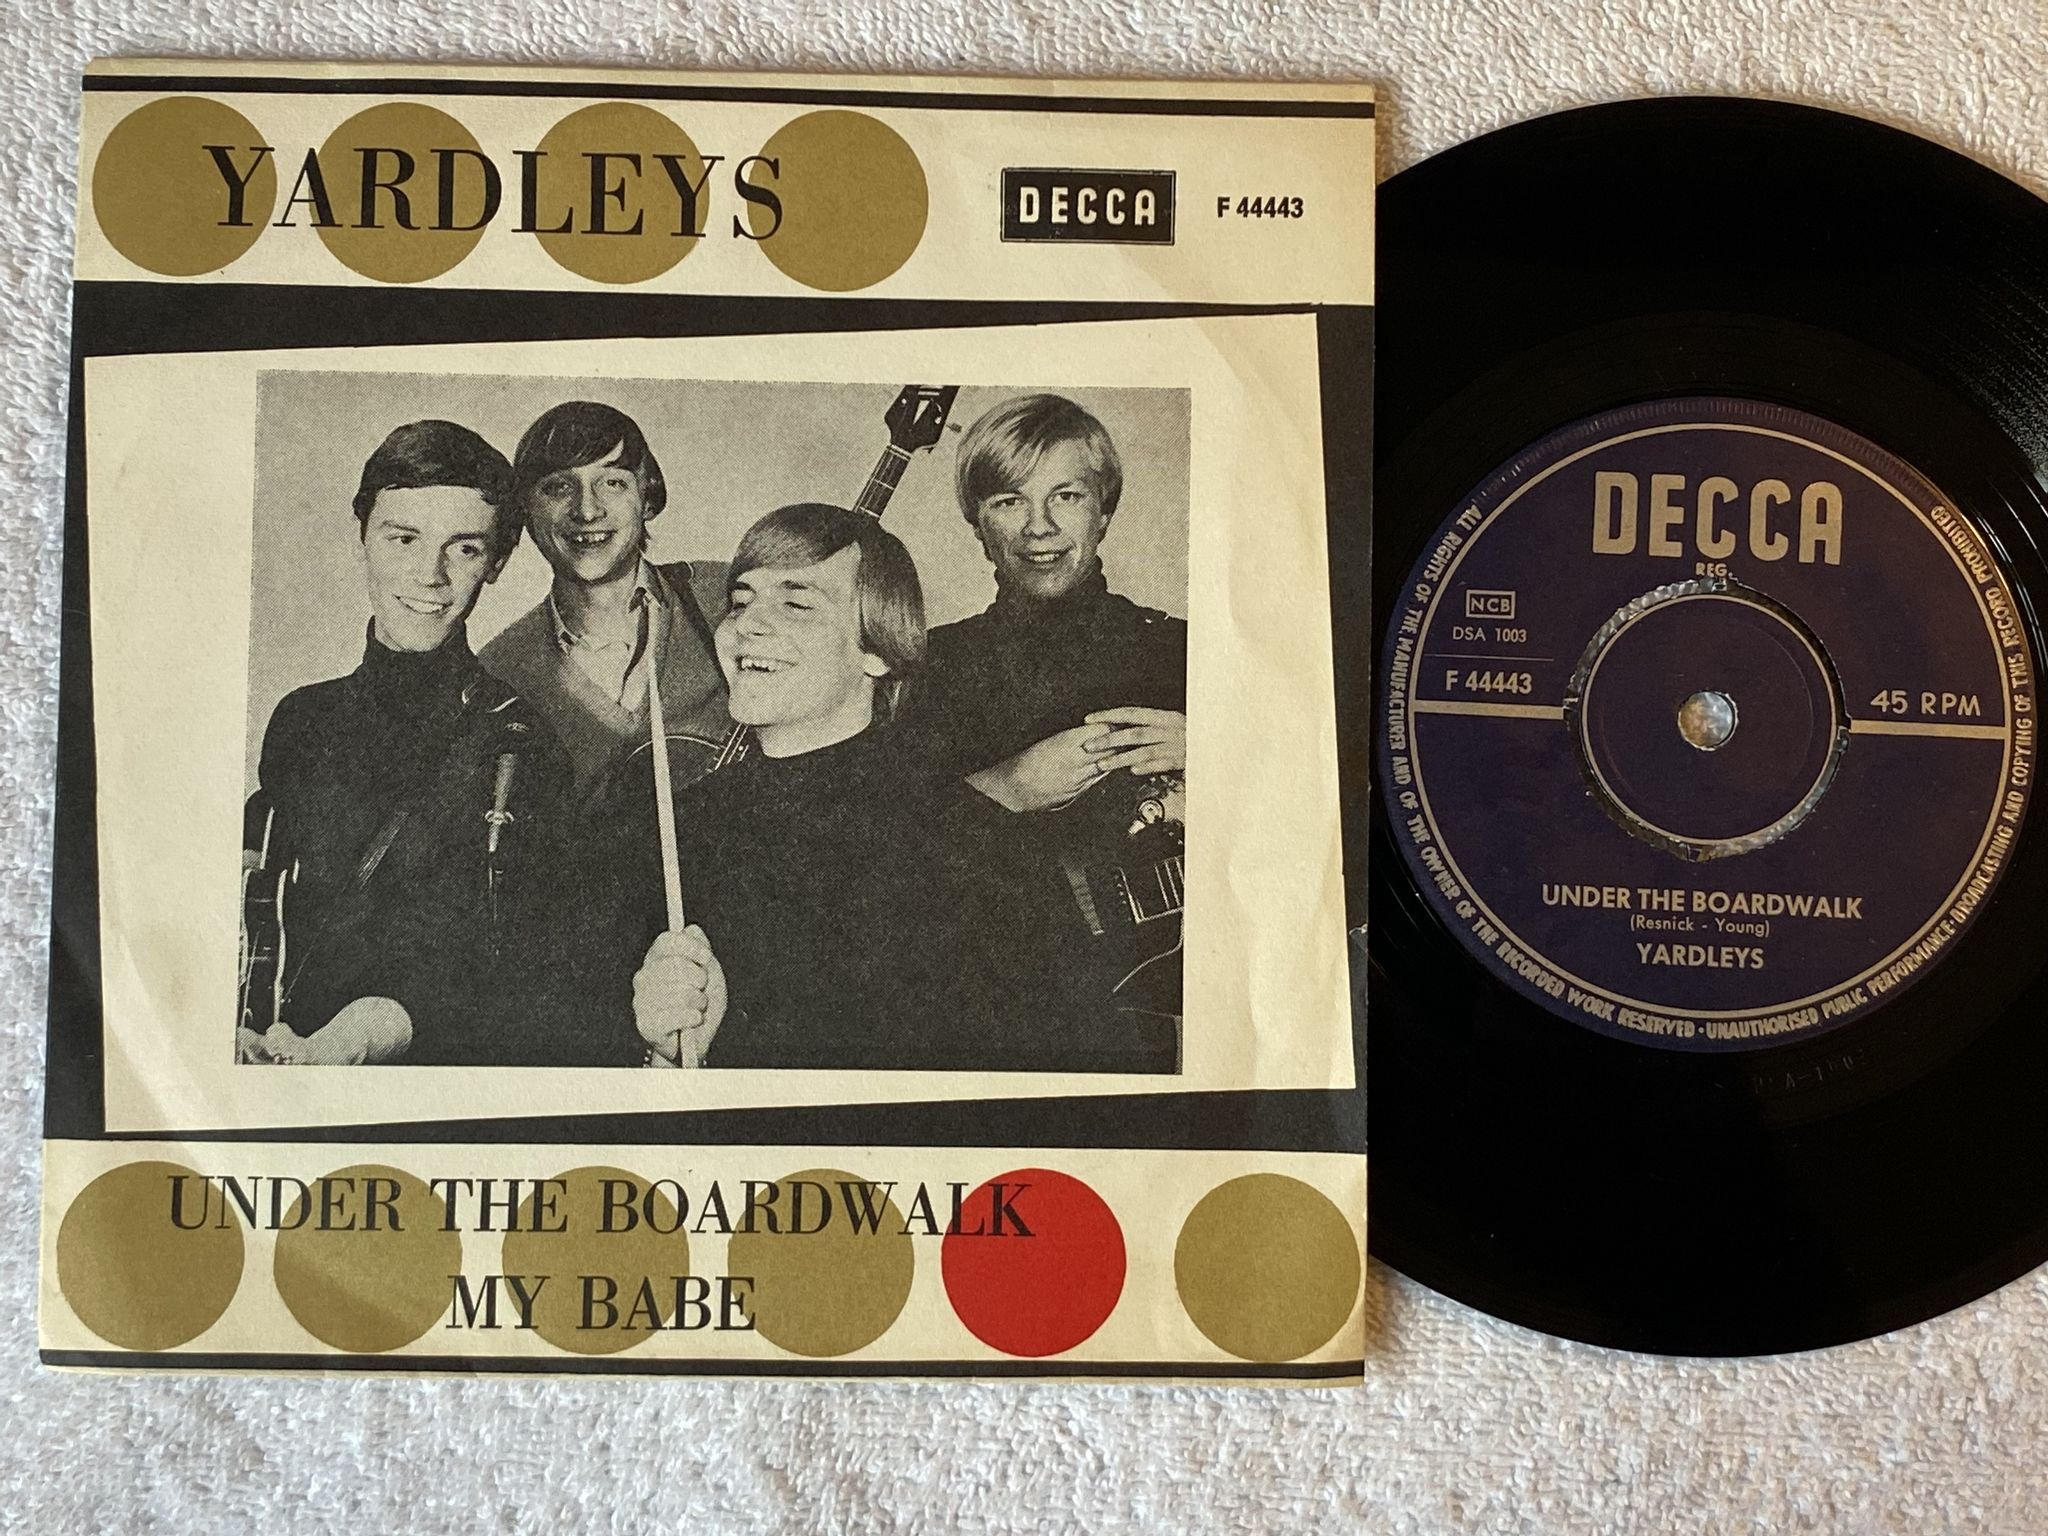 YARDLEYS
DECCA
F 44443
UNDER THE BOARDWALK
MY BABE
DECCA
REG.
NCB
DSA 1003
F 44443
45 RPM
UNDER THE BOARDWALK
(Resnick - Young)
YARDLEYS
ALL RIGHTS OF THE MANUFACTURER AND OF THE OWNER OF THE RECORDED WORK RESERVED · UNAUTHORISED PUBLIC PERFORMANCE · BROADCASTING AND COPYING OF THIS RECORD PROHIBITED